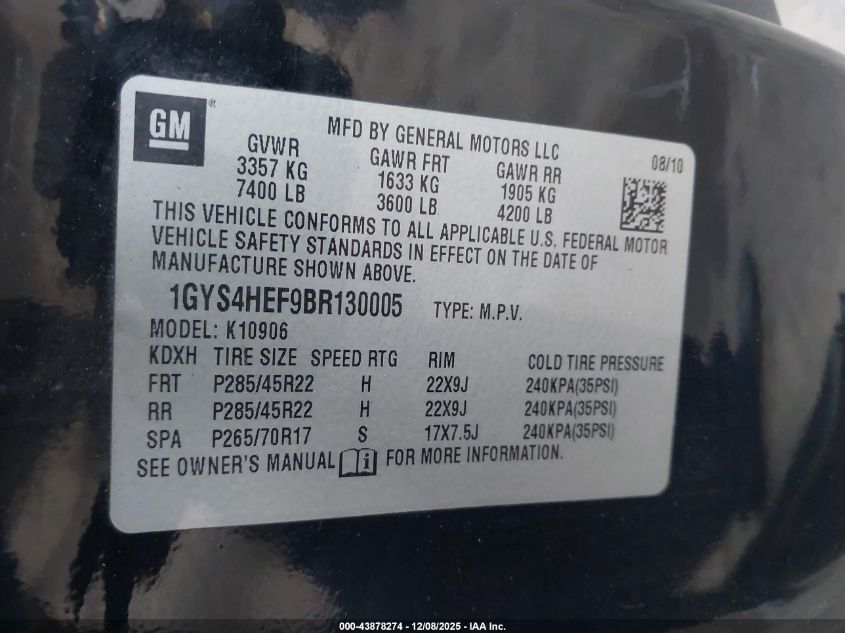 GM ®
MFD BY GENERAL MOTORS LLC
08/10
GVWR GAWR FRT GAWR RR
3357 KG 1633 KG 1905 KG
7400 LB 3600 LB 4200 LB
THIS VEHICLE CONFORMS TO ALL APPLICABLE U.S. FEDERAL MOTOR
VEHICLE SAFETY STANDARDS IN EFFECT ON THE DATE OF
MANUFACTURE SHOWN ABOVE.
1GYS4HEF9BR130005 TYPE: M.P.V.
MODEL: K10906
KDXH TIRE SIZE SPEED RTG RIM COLD TIRE PRESSURE
FRT P285/45R22 H 22X9J 240KPA(35PSI)
RR P285/45R22 H 22X9J 240KPA(35PSI)
SPA P265/70R17 S 17X7.5J 240KPA(35PSI)
SEE OWNER'S MANUAL i FOR MORE INFORMATION.
000-43878274 - 12/08/2025 - IAA Inc.